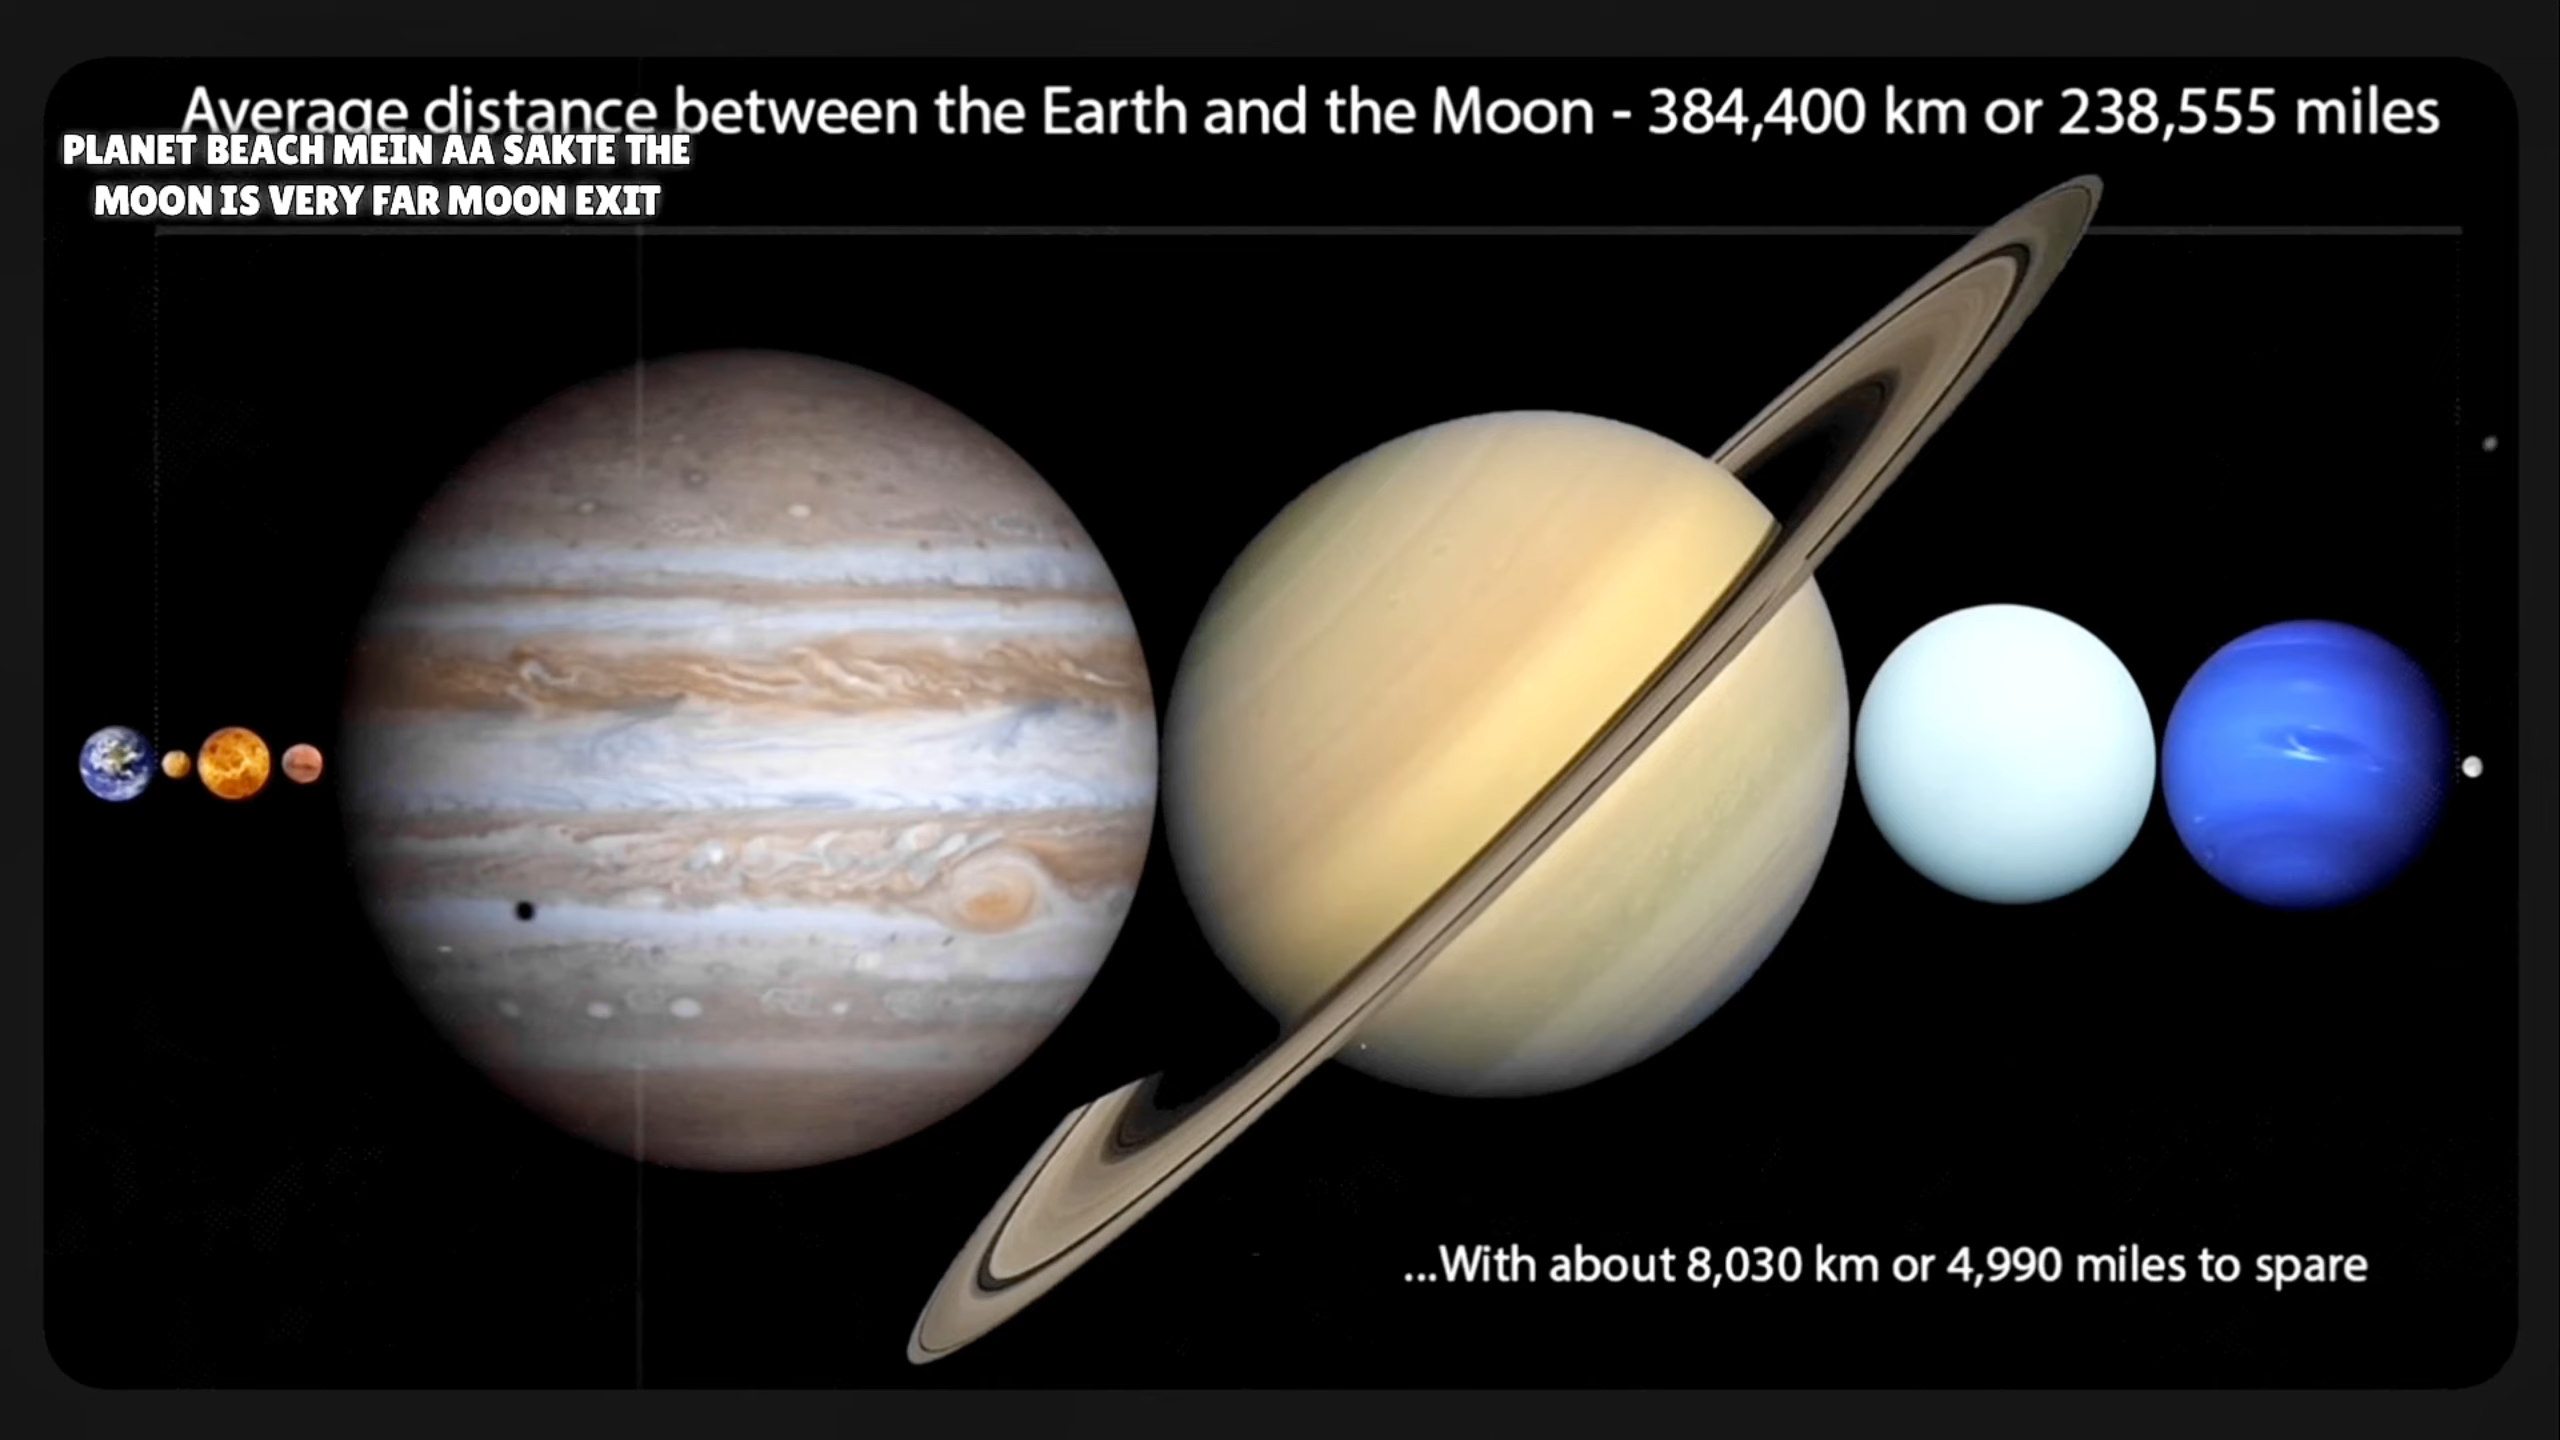 Average distance between the Earth and the Moon - 384,400 km or 238,555 miles
PLANET BEACH MEIN AA SAKTE THE
MOON IS VERY FAR MOON EXIT
...With about 8,030 km or 4,990 miles to spare